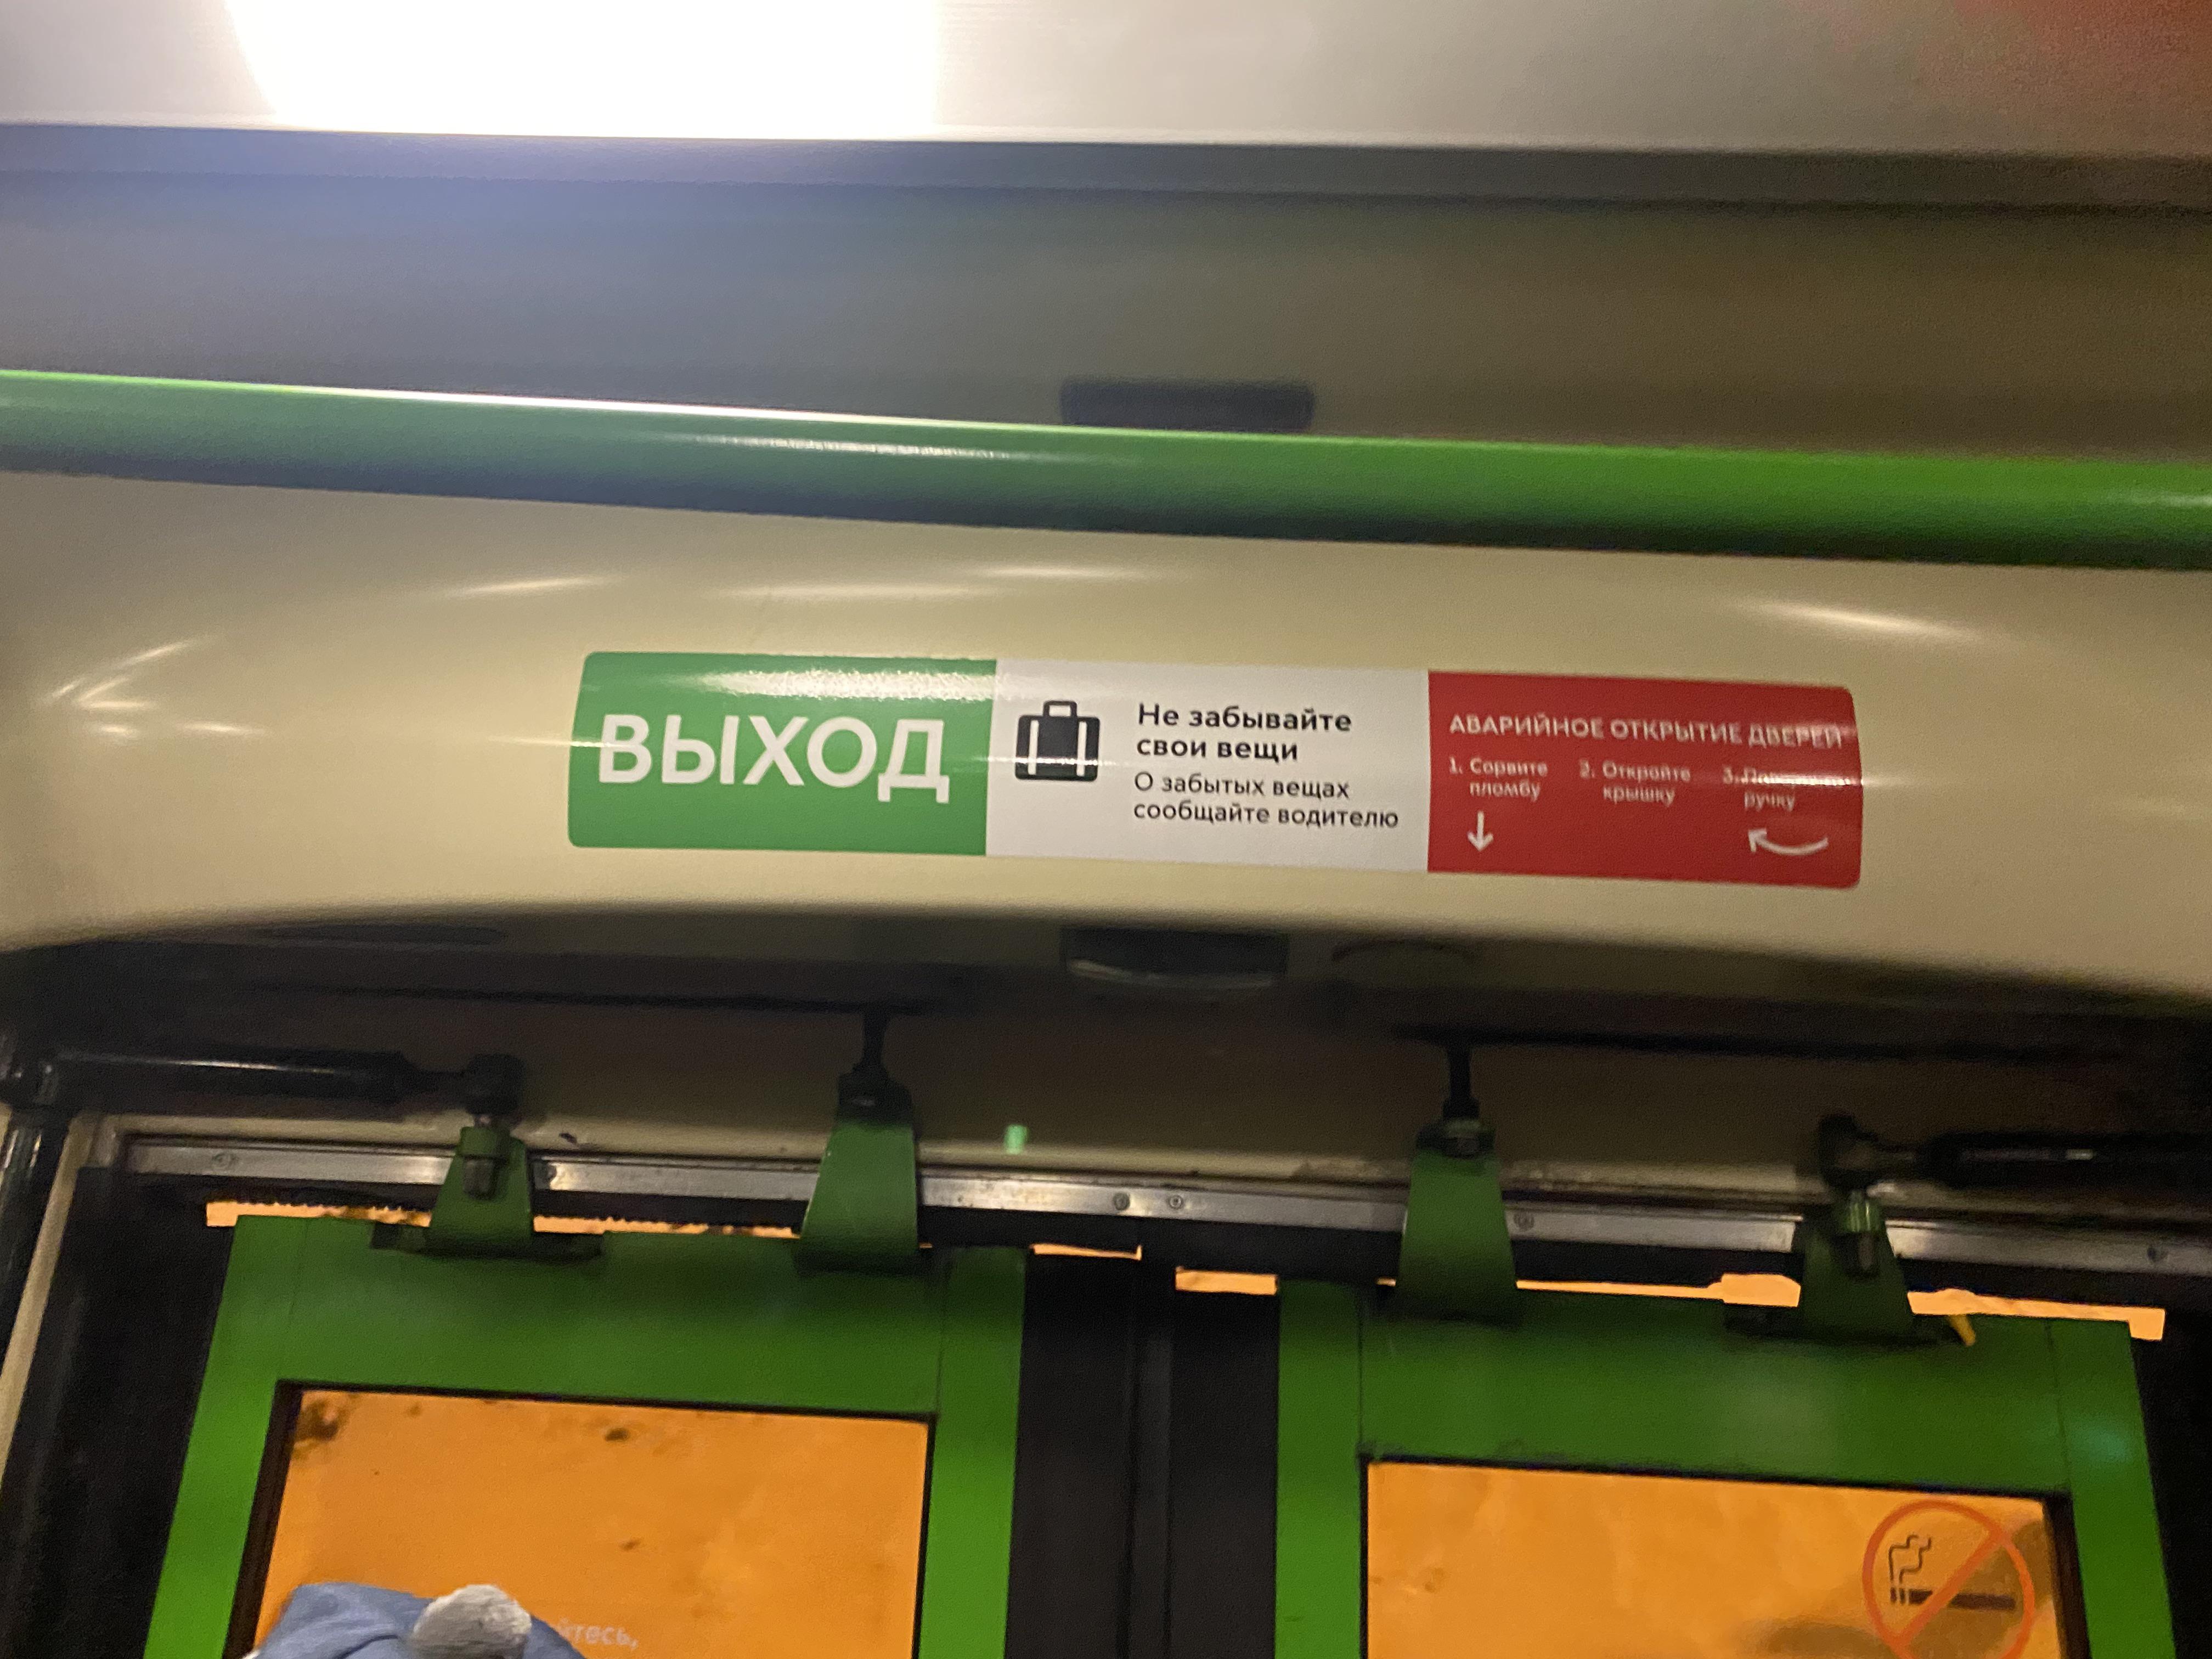 ВЫХОД
Не забывайте
свои вещи
О забытых вещах
сообщайте водителю
АВАРИЙНОЕ ОТКРЫТИЕ ДВЕРЕЙ
1. Сорвите
пломбу
2. Откройте
крышку
3.
ручку